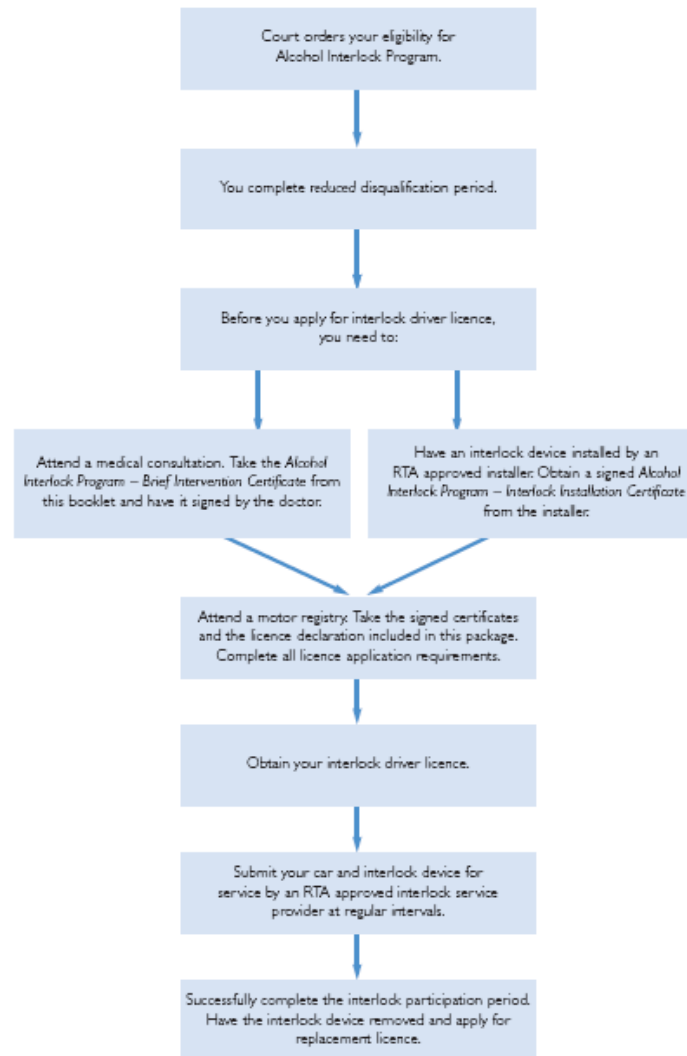 Court orders your eligibility for
Alcohol Interlock Program.
You complete reduced disqualification period.
Before you apply for interlock driver licence,
you need to:
Attend a medical consultation. Take the Alcohol
Interlock Program – Brief Intervention Certificate from
this booklet and have it signed by the doctor.
Have an interlock device installed by an
RTA approved installer. Obtain a signed Alcohol
Interlock Program – Interlock Installation Certificate
from the installer.
Attend a motor registry. Take the signed certificates
and the licence declaration included in this package.
Complete all licence application requirements.
Obtain your interlock driver licence.
Submit your car and interlock device for
service by an RTA approved interlock service
provider at regular intervals.
Successfully complete the interlock participation period.
Have the interlock device removed and apply for
replacement licence.